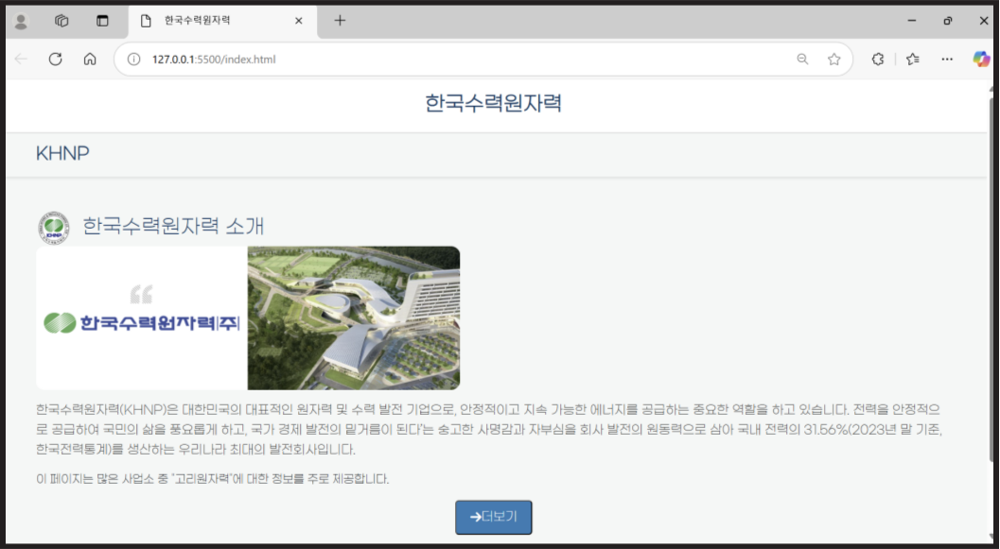 한국수력원자력
127.0.0.1:5500/index.html
한국수력원자력
KHNP
KHNP
한국수력원자력 소개
“
한국수력원자력(주)
한국수력원자력(KHNP)은 대한민국의 대표적인 원자력 및 수력 발전 기업으로, 안정적이고 지속 가능한 에너지를 공급하는 중요한 역할을 하고 있습니다. 전력을 안정적으
로 공급하여 국민의 삶을 풍요롭게 하고, 국가 경제 발전의 밑거름이 된다'는 숭고한 사명감과 자부심을 회사 발전의 원동력으로 삼아 국내 전력의 31.56%(2023년 말 기준,
한국전력통계)를 생산하는 우리나라 최대의 발전회사입니다.
이 페이지는 많은 사업소 중 "고리원자력"에 대한 정보를 주로 제공합니다.
➔더보기